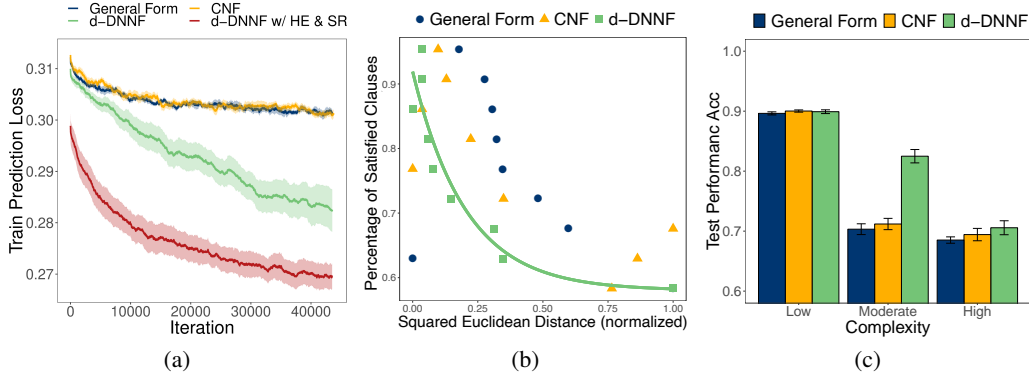 General Form CNF
d-DNNF d-DNNF w/ HE & SR
Train Prediction Loss
0.31
0.30
0.29
0.28
0.27
0 10000 20000 30000 40000
Iteration
(a)
General Form CNF d-DNNF
Percentage of Satisfied Clauses
0.9
0.8
0.7
0.6
0.00 0.25 0.50 0.75 1.00
Squared Euclidean Distance (normalized)
(b)
General Form CNF d-DNNF
Test Performanc Acc
1.0
0.9
0.8
0.7
0.6
Low Moderate High
Complexity
(c)